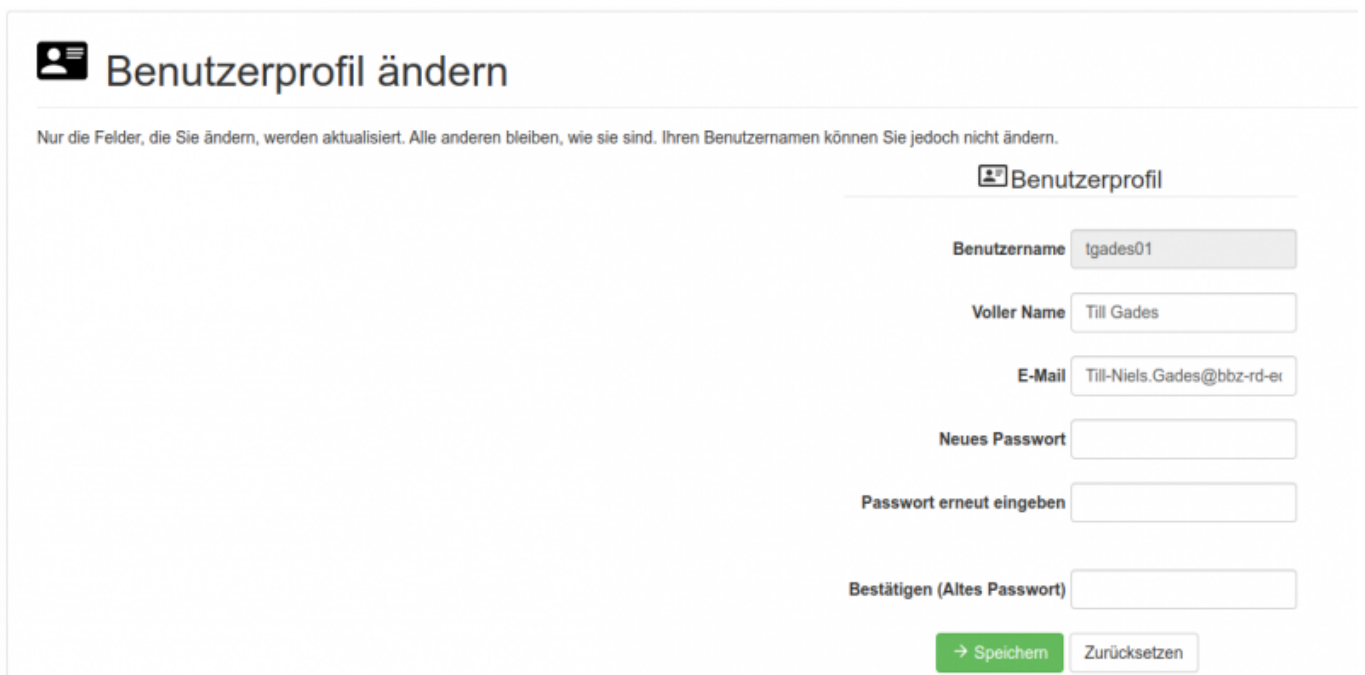 Benutzerprofil ändern
Nur die Felder, die Sie ändern, werden aktualisiert. Alle anderen bleiben, wie sie sind. Ihren Benutzernamen können Sie jedoch nicht ändern.
Benutzerprofil
Benutzername tgades01
Voller Name Till Gades
E-Mail Till-Niels.Gades@bbz-rd-e
Neues Passwort
Passwort erneut eingeben
Bestätigen (Altes Passwort)
→ Speichern Zurücksetzen